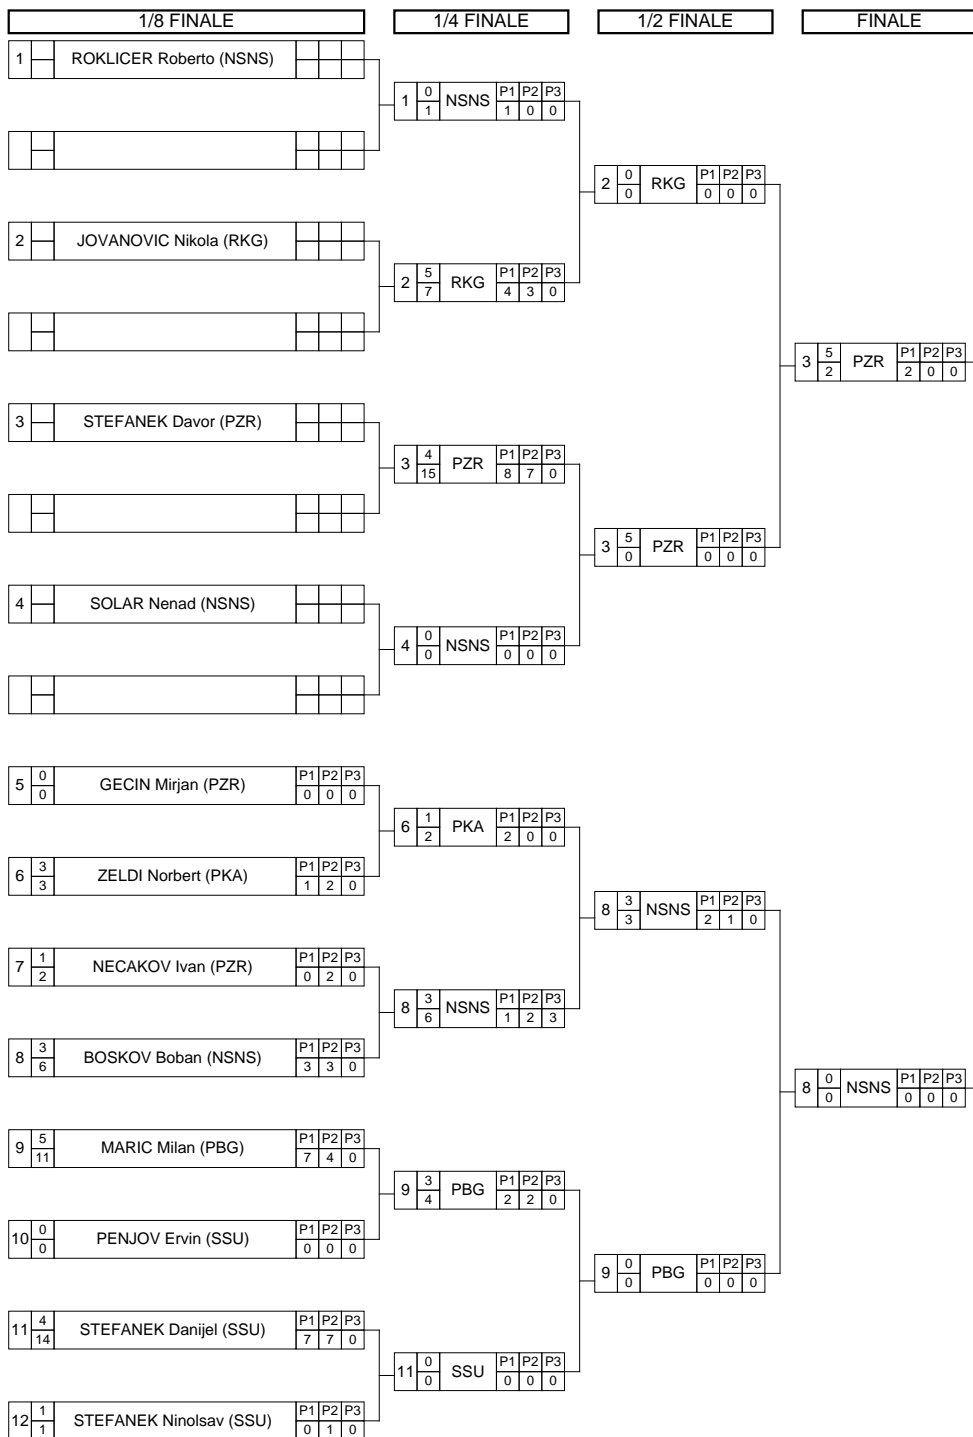 1/8 FINALE 1/4 FINALE 1/2 FINALE FINALE
1 ROKLICER Roberto (NSNS)
1 0 NSNS P1 P2 P3
1 1 0 0
2 0 RKG P1 P2 P3
0 0 0 0
2 JOVANOVIC Nikola (RKG)
2 5 RKG P1 P2 P3
7 4 3 0
3 5 PZR P1 P2 P3
2 2 0 0
3 STEFANEK Davor (PZR)
3 4 PZR P1 P2 P3
15 8 7 0
3 5 PZR P1 P2 P3
0 0 0 0
4 SOLAR Nenad (NSNS)
4 0 NSNS P1 P2 P3
0 0 0 0
5 0 GECIN Mirjan (PZR) P1 P2 P3
0 0 0 0
6 1 PKA P1 P2 P3
2 2 0 0
6 3 ZELDI Norbert (PKA) P1 P2 P3
3 1 2 0
8 3 NSNS P1 P2 P3
3 2 1 0
7 1 NECAKOV Ivan (PZR) P1 P2 P3
2 0 2 0
8 3 NSNS P1 P2 P3
6 1 2 3
8 3 BOSKOV Boban (NSNS) P1 P2 P3
6 3 3 0
8 0 NSNS P1 P2 P3
0 0 0 0
9 5 MARIC Milan (PBG) P1 P2 P3
11 7 4 0
9 3 PBG P1 P2 P3
4 2 2 0
10 0 PENJOV Ervin (SSU) P1 P2 P3
0 0 0 0
9 0 PBG P1 P2 P3
0 0 0 0
11 4 STEFANEK Danijel (SSU) P1 P2 P3
14 7 7 0
11 0 SSU P1 P2 P3
0 0 0 0
12 1 STEFANEK Ninolsav (SSU) P1 P2 P3
1 0 1 0